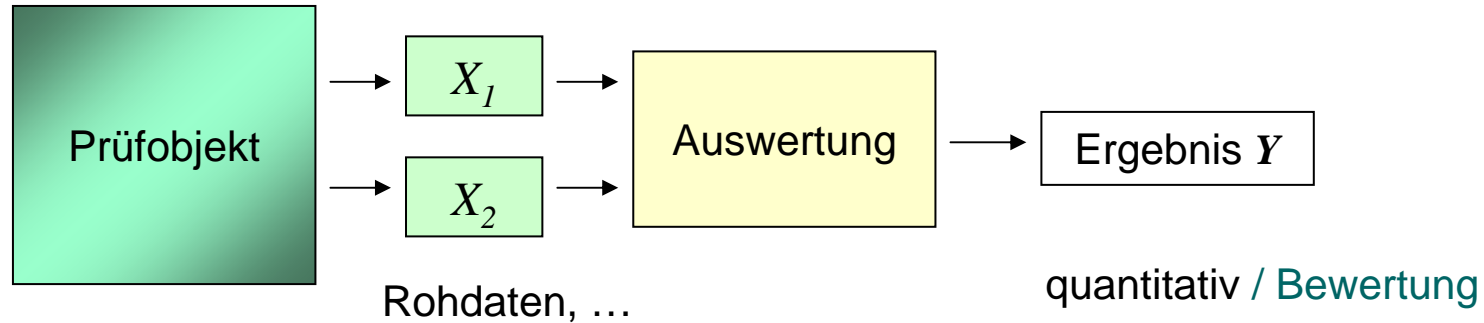 Prüfobjekt
X1
X2
Rohdaten, …
Auswertung
Ergebnis Y
quantitativ / Bewertung